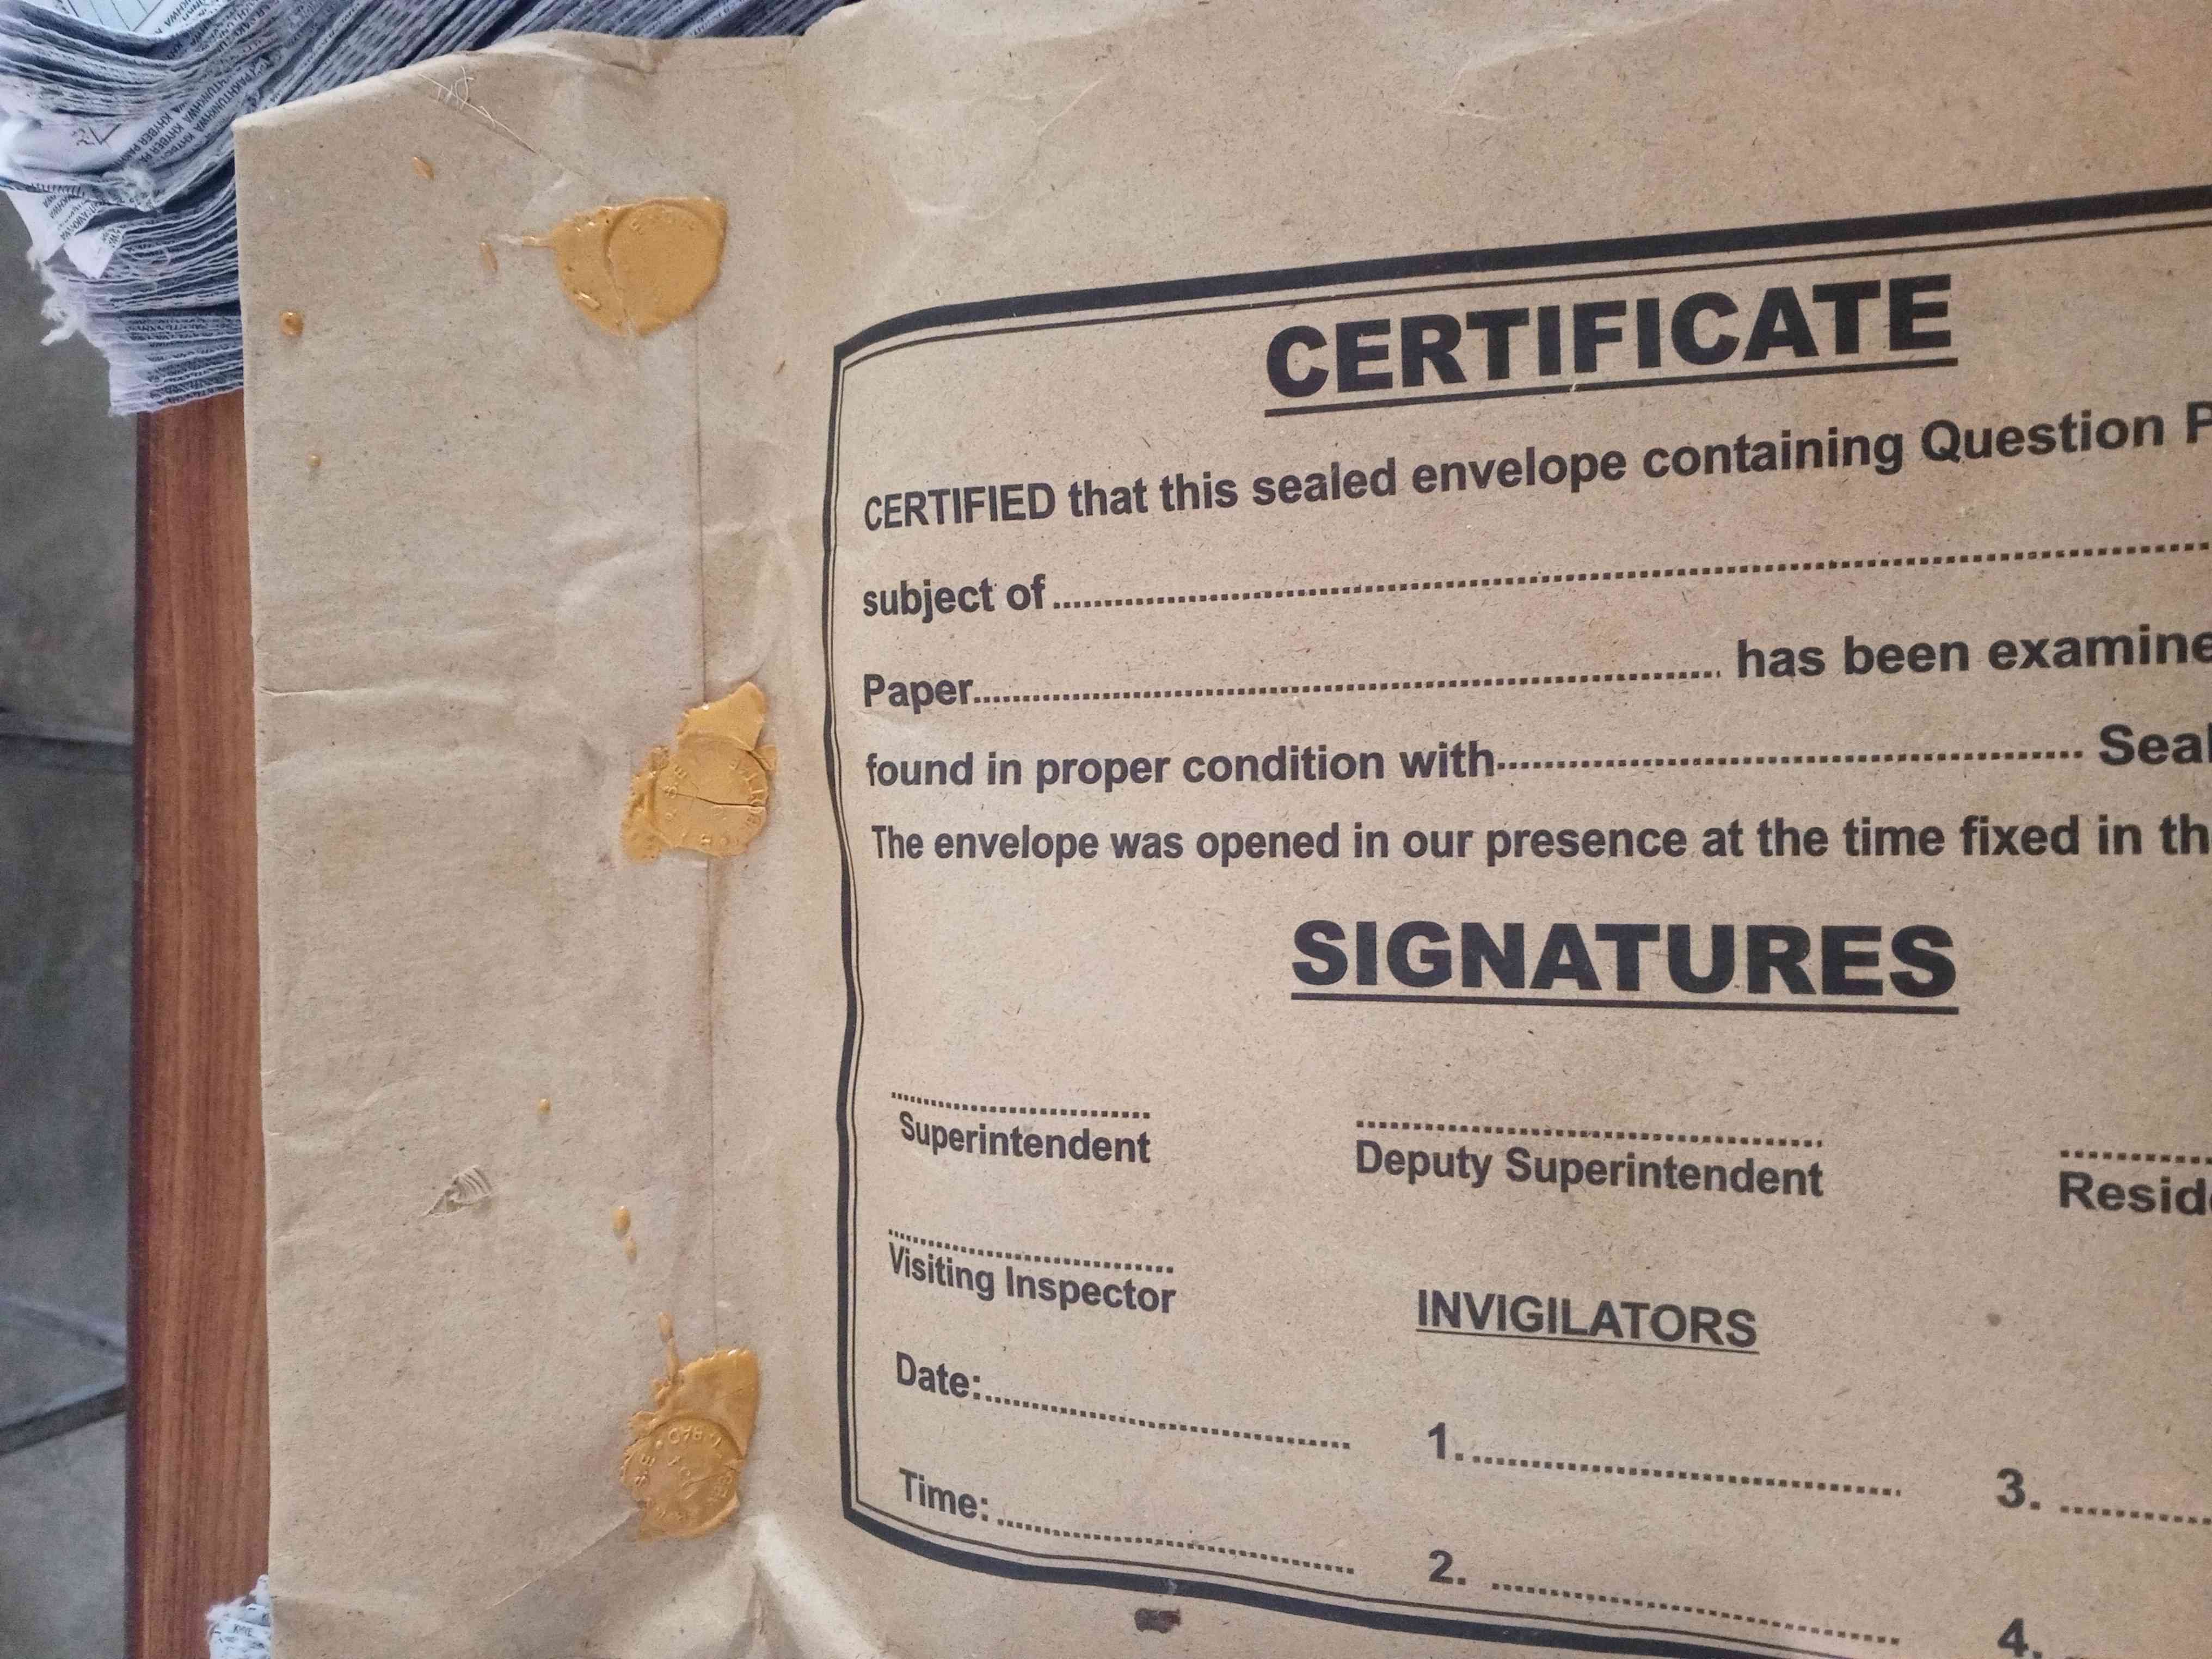 CERTIFICATE
CERTIFIED that this sealed envelope containing Question P
subject of
Paper has been examine
found in proper condition with Seal
The envelope was opened in our presence at the time fixed in th
SIGNATURES
Superintendent
Deputy Superintendent
Resid
Visiting Inspector
INVIGILATORS
Date:
Time:
1.
2.
3.
4.